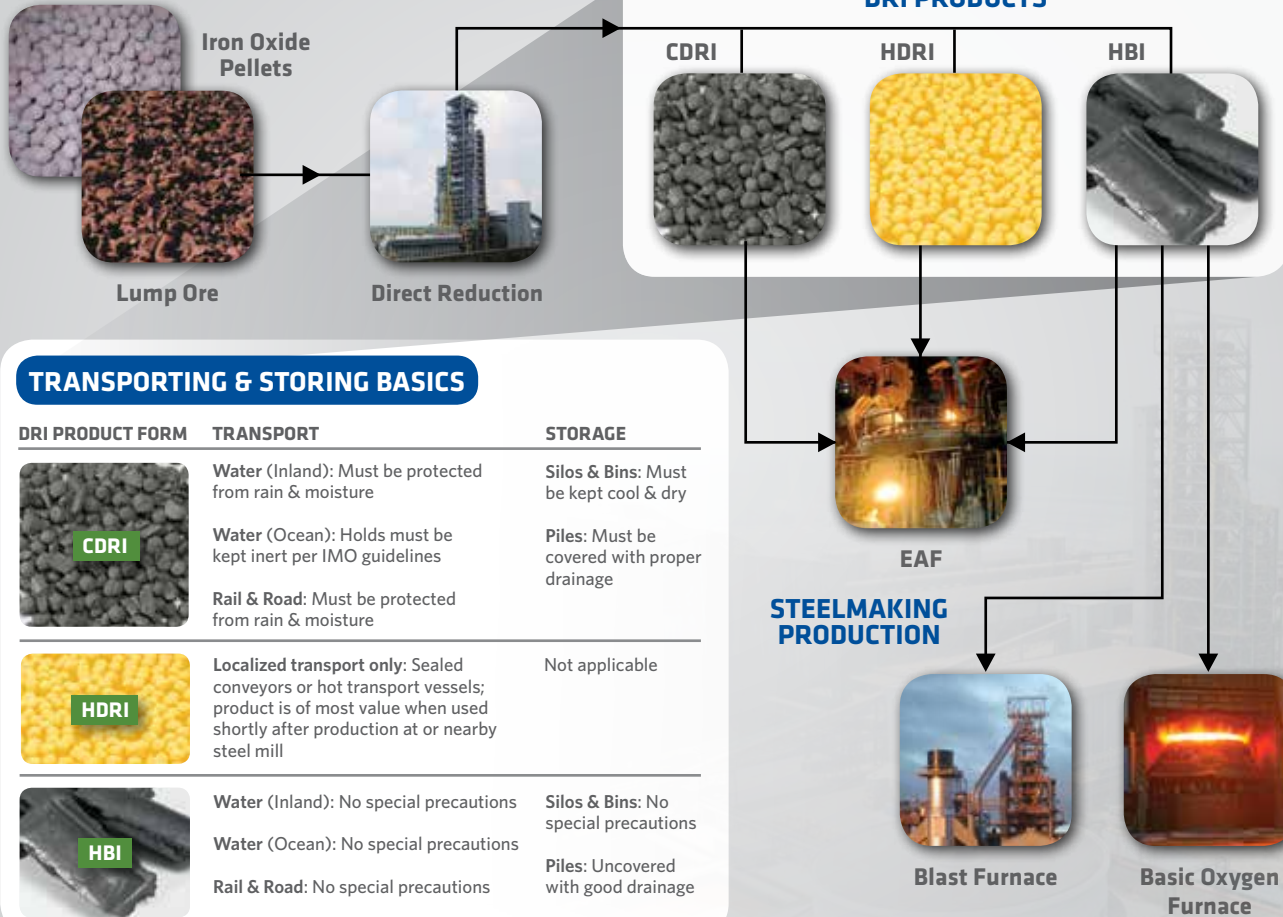 DRI PRODUCTS
Iron Oxide
Pellets
CDRI
HDRI
HBI
Lump Ore
Direct Reduction
TRANSPORTING & STORING BASICS
DRI PRODUCT FORM TRANSPORT STORAGE
CDRI
Water (Inland): Must be protected
from rain & moisture
Water (Ocean): Holds must be
kept inert per IMO guidelines
Rail & Road: Must be protected
from rain & moisture
Silos & Bins: Must
be kept cool & dry
Piles: Must be
covered with proper
drainage
HDRI
Localized transport only: Sealed
conveyors or hot transport vessels;
product is of most value when used
shortly after production at or nearby
steel mill
Not applicable
HBI
Water (Inland): No special precautions
Water (Ocean): No special precautions
Rail & Road: No special precautions
Silos & Bins: No
special precautions
Piles: Uncovered
with good drainage
EAF
STEELMAKING
PRODUCTION
Blast Furnace
Basic Oxygen
Furnace